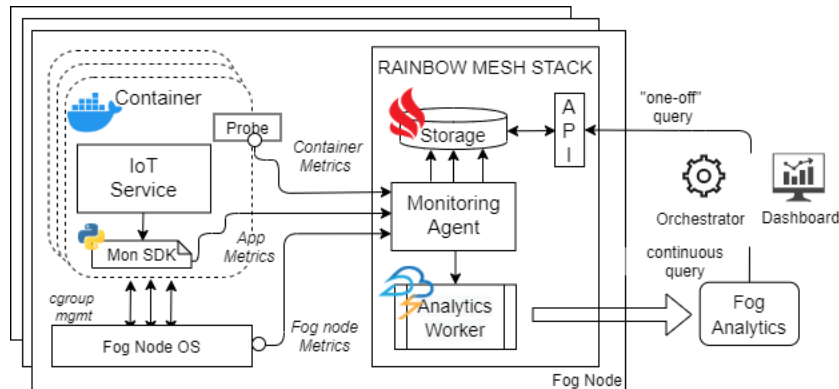 Container
Probe
IoT
Service
Mon SDK
cgroup
mgmt
Fog Node OS
Container
Metrics
App
Metrics
Fog node
Metrics
RAINBOW MESH STACK
Storage
A
P
I
Monitoring
Agent
Analytics
Worker
Fog Node
"one-off"
query
Orchestrator
Dashboard
continuous
query
Fog
Analytics